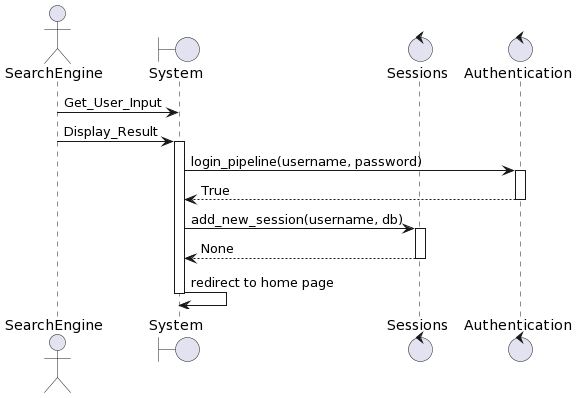 SearchEngine
System
Sessions
Authentication
Get_User_Input
Display_Result
login_pipeline(username, password)
True
add_new_session(username, db)
None
redirect to home page
SearchEngine
System
Sessions
Authentication